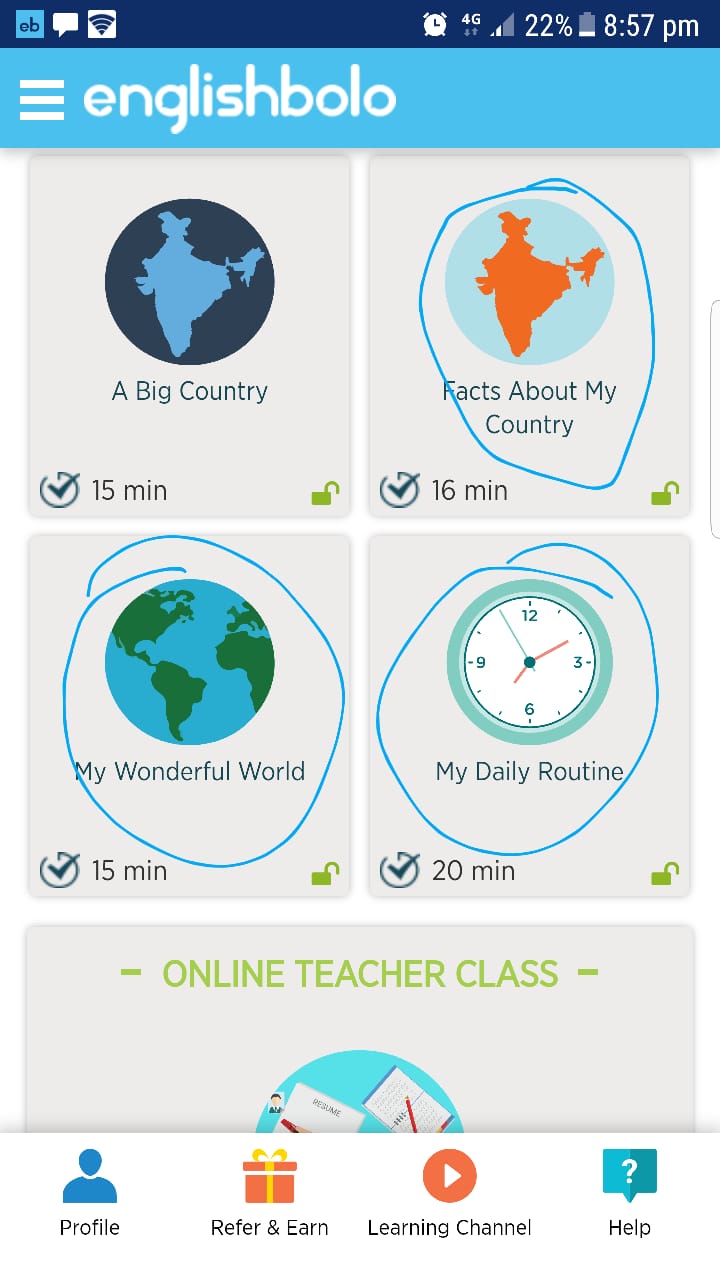 eb
4G 22% 8:57 pm
englishbolo
A Big Country
15 min
Facts About My
Country
16 min
My Wonderful World
15 min
12
3
6
9
My Daily Routine
20 min
- ONLINE TEACHER CLASS -
RESUME
?
Profile
Refer & Earn
Learning Channel
Help